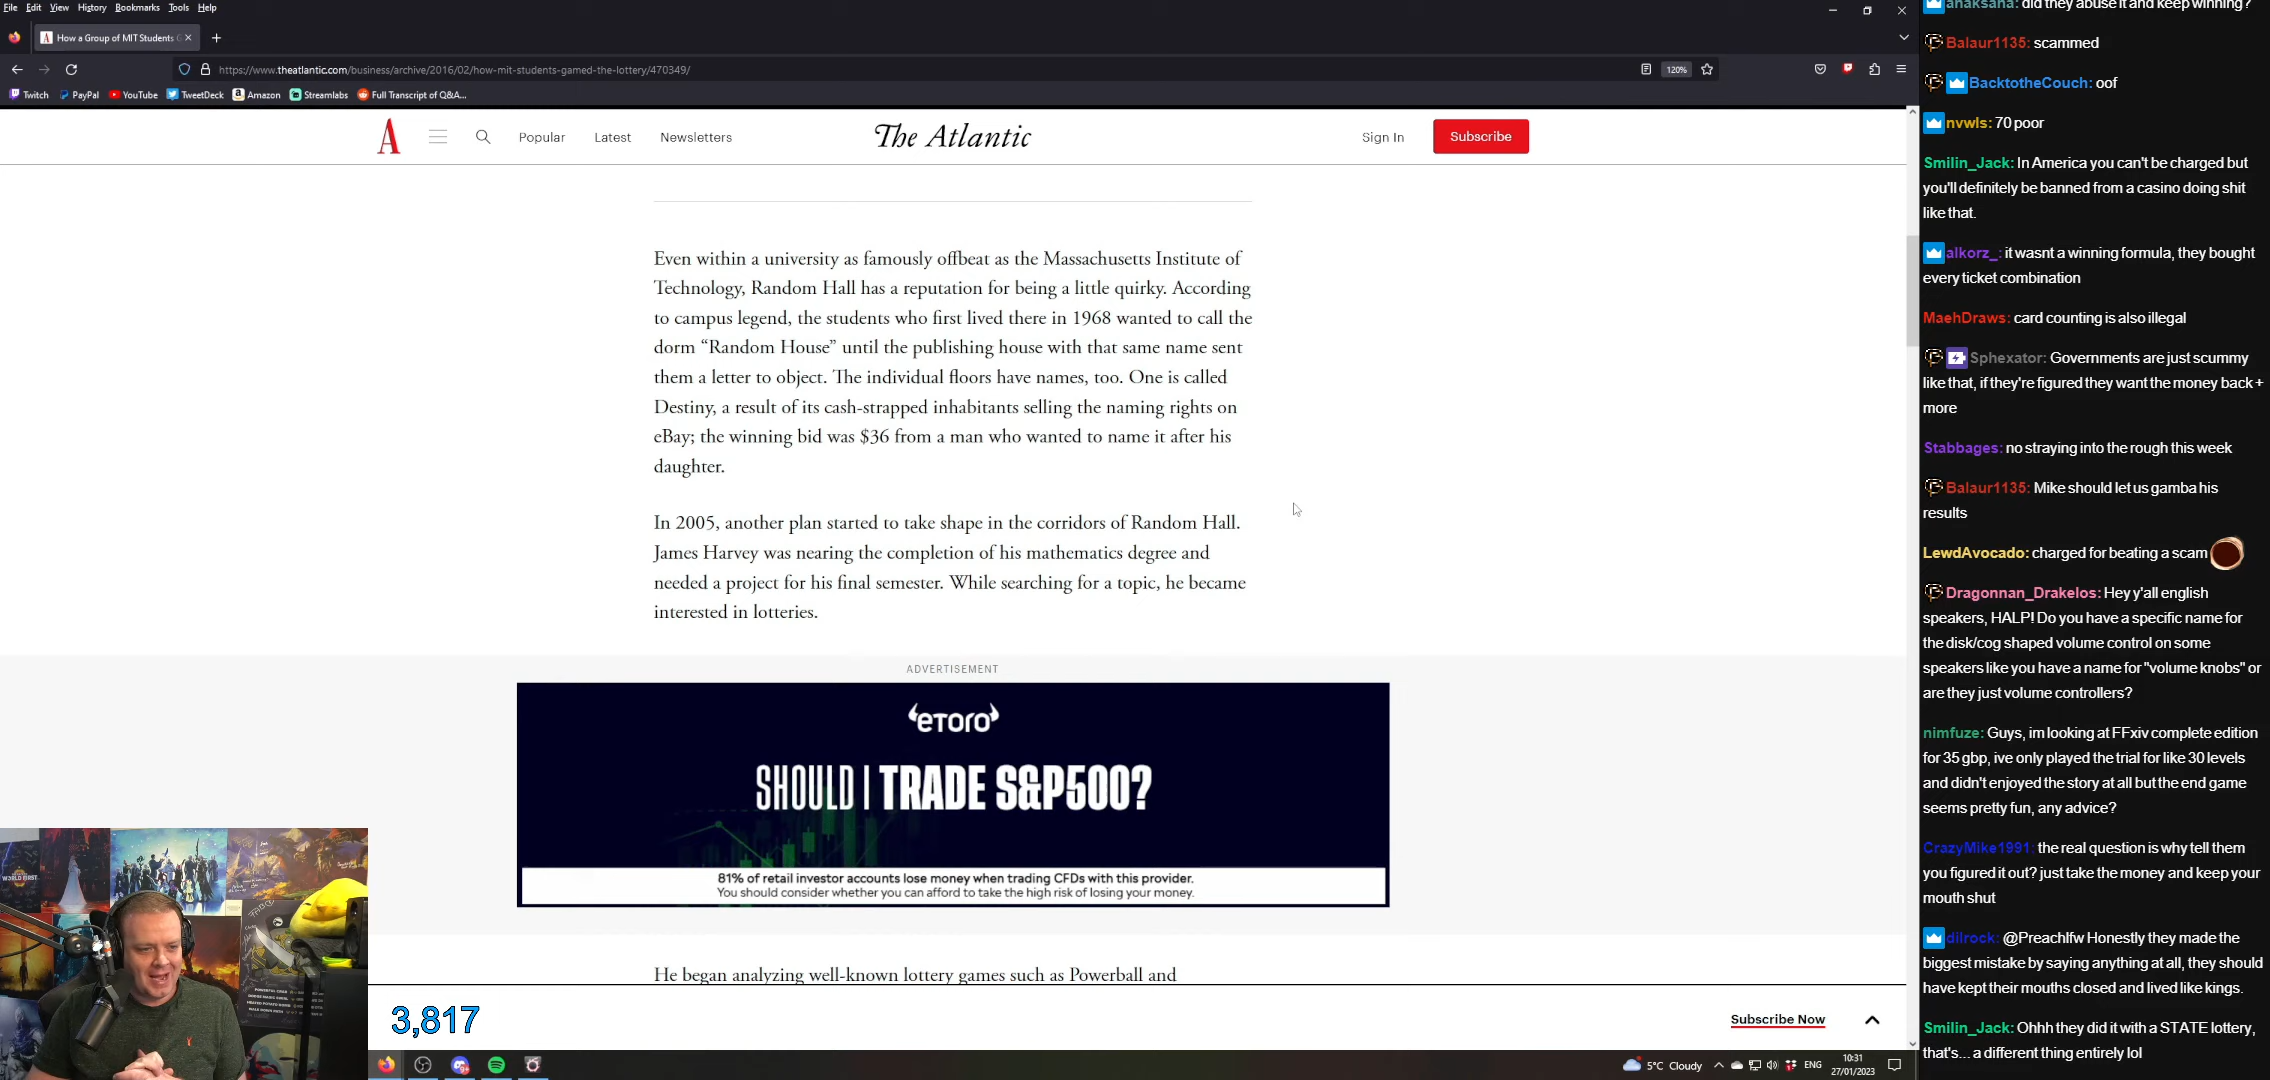 File Edit View History Bookmarks Tools Help
How a Group of MIT Students G
https://www.theatlantic.com/business/archive/2016/02/how-mit-students-gamed-the-lottery/470349/
120%
Twitch PayPal YouTube TweetDeck Amazon Streamlabs Full Transcript of Q&A...
A
Popular Latest Newsletters
The Atlantic
Sign In
Subscribe
Even within a university as famously offbeat as the Massachusetts Institute of
Technology, Random Hall has a reputation for being a little quirky. According
to campus legend, the students who first lived there in 1968 wanted to call the
dorm “Random House” until the publishing house with that same name sent
them a letter to object. The individual floors have names, too. One is called
Destiny, a result of its cash-strapped inhabitants selling the naming rights on
eBay; the winning bid was $36 from a man who wanted to name it after his
daughter.
In 2005, another plan started to take shape in the corridors of Random Hall.
James Harvey was nearing the completion of his mathematics degree and
needed a project for his final semester. While searching for a topic, he became
interested in lotteries.
ADVERTISEMENT
eToro
SHOULD I TRADE S&P500?
81% of retail investor accounts lose money when trading CFDs with this provider.
You should consider whether you can afford to take the high risk of losing your money.
He began analyzing well-known lottery games such as Powerball and
3,817
Subscribe Now
WORLD FIRST
5°C Cloudy
ENG
10:31
27/01/2023
anaksana: did they abuse it and keep winning?
Balaur1135: scammed
BacktotheCouch: oof
nvwls: 70 poor
Smilin_Jack: In America you can't be charged but
you'll definitely be banned from a casino doing shit
like that.
alkorz_: it wasnt a winning formula, they bought
every ticket combination
MaehDraws: card counting is also illegal
Sphexator: Governments are just scummy
like that, if they're figured they want the money back +
more
Stabbages: no straying into the rough this week
Balaur1135: Mike should let us gamba his
results
LewdAvocado: charged for beating a scam
Dragonnan_Drakelos: Hey y'all english
speakers, HALP! Do you have a specific name for
the disk/cog shaped volume control on some
speakers like you have a name for "volume knobs" or
are they just volume controllers?
nimfuze: Guys, im looking at FFxiv complete edition
for 35 gbp, ive only played the trial for like 30 levels
and didn't enjoyed the story at all but the end game
seems pretty fun, any advice?
CrazyMike1991: the real question is why tell them
you figured it out? just take the money and keep your
mouth shut
dilrock: @Preachlfw Honestly they made the
biggest mistake by saying anything at all, they should
have kept their mouths closed and lived like kings.
Smilin_Jack: Ohhh they did it with a STATE lottery,
that's... a different thing entirely lol